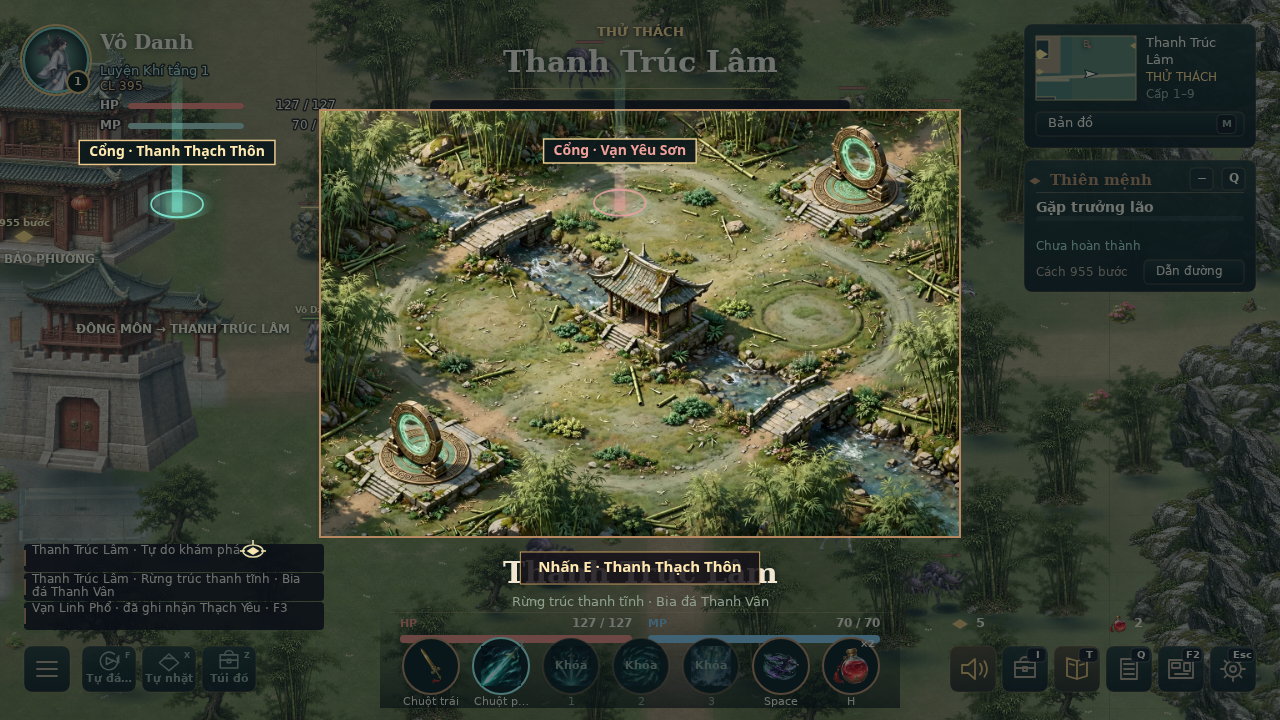 Vô Danh
Luyện Khí tầng 1
CL 395
1
HP
127 / 127
MP
70 /
Cổng · Thanh Thạch Thôn
955 bước
BẢO PHƯỜNG
ĐÔNG MÔN → THANH TRÚC LÂM
THỬ THÁCH
Thanh Trúc Lâm
Cổng · Vạn Yêu Sơn
Thanh Trúc
Lâm
THỬ THÁCH
Cấp 1–9
Bản đồ
M
Thiên mệnh
–
Q
Gặp trưởng lão
Chưa hoàn thành
Cách 955 bước
Dẫn đường
Thanh Trúc Lâm · Tự do khám phá
Thanh Trúc Lâm · Rừng trúc thanh tĩnh · Bia
đá Thanh Vân
Vạn Linh Phổ · đã ghi nhận Thạch Yêu · F3
Nhấn E · Thanh Thạch Thôn
Rừng trúc thanh tĩnh · Bia đá Thanh Vân
HP
127 / 127
MP
70 / 70
5
2
F
Tự đá...
X
Tự nhặt
Z
Túi đồ
Chuột trái
Chuột p...
Khóa
1
Khóa
2
Khóa
3
Space
x2
H
I
T
Q
F2
Esc